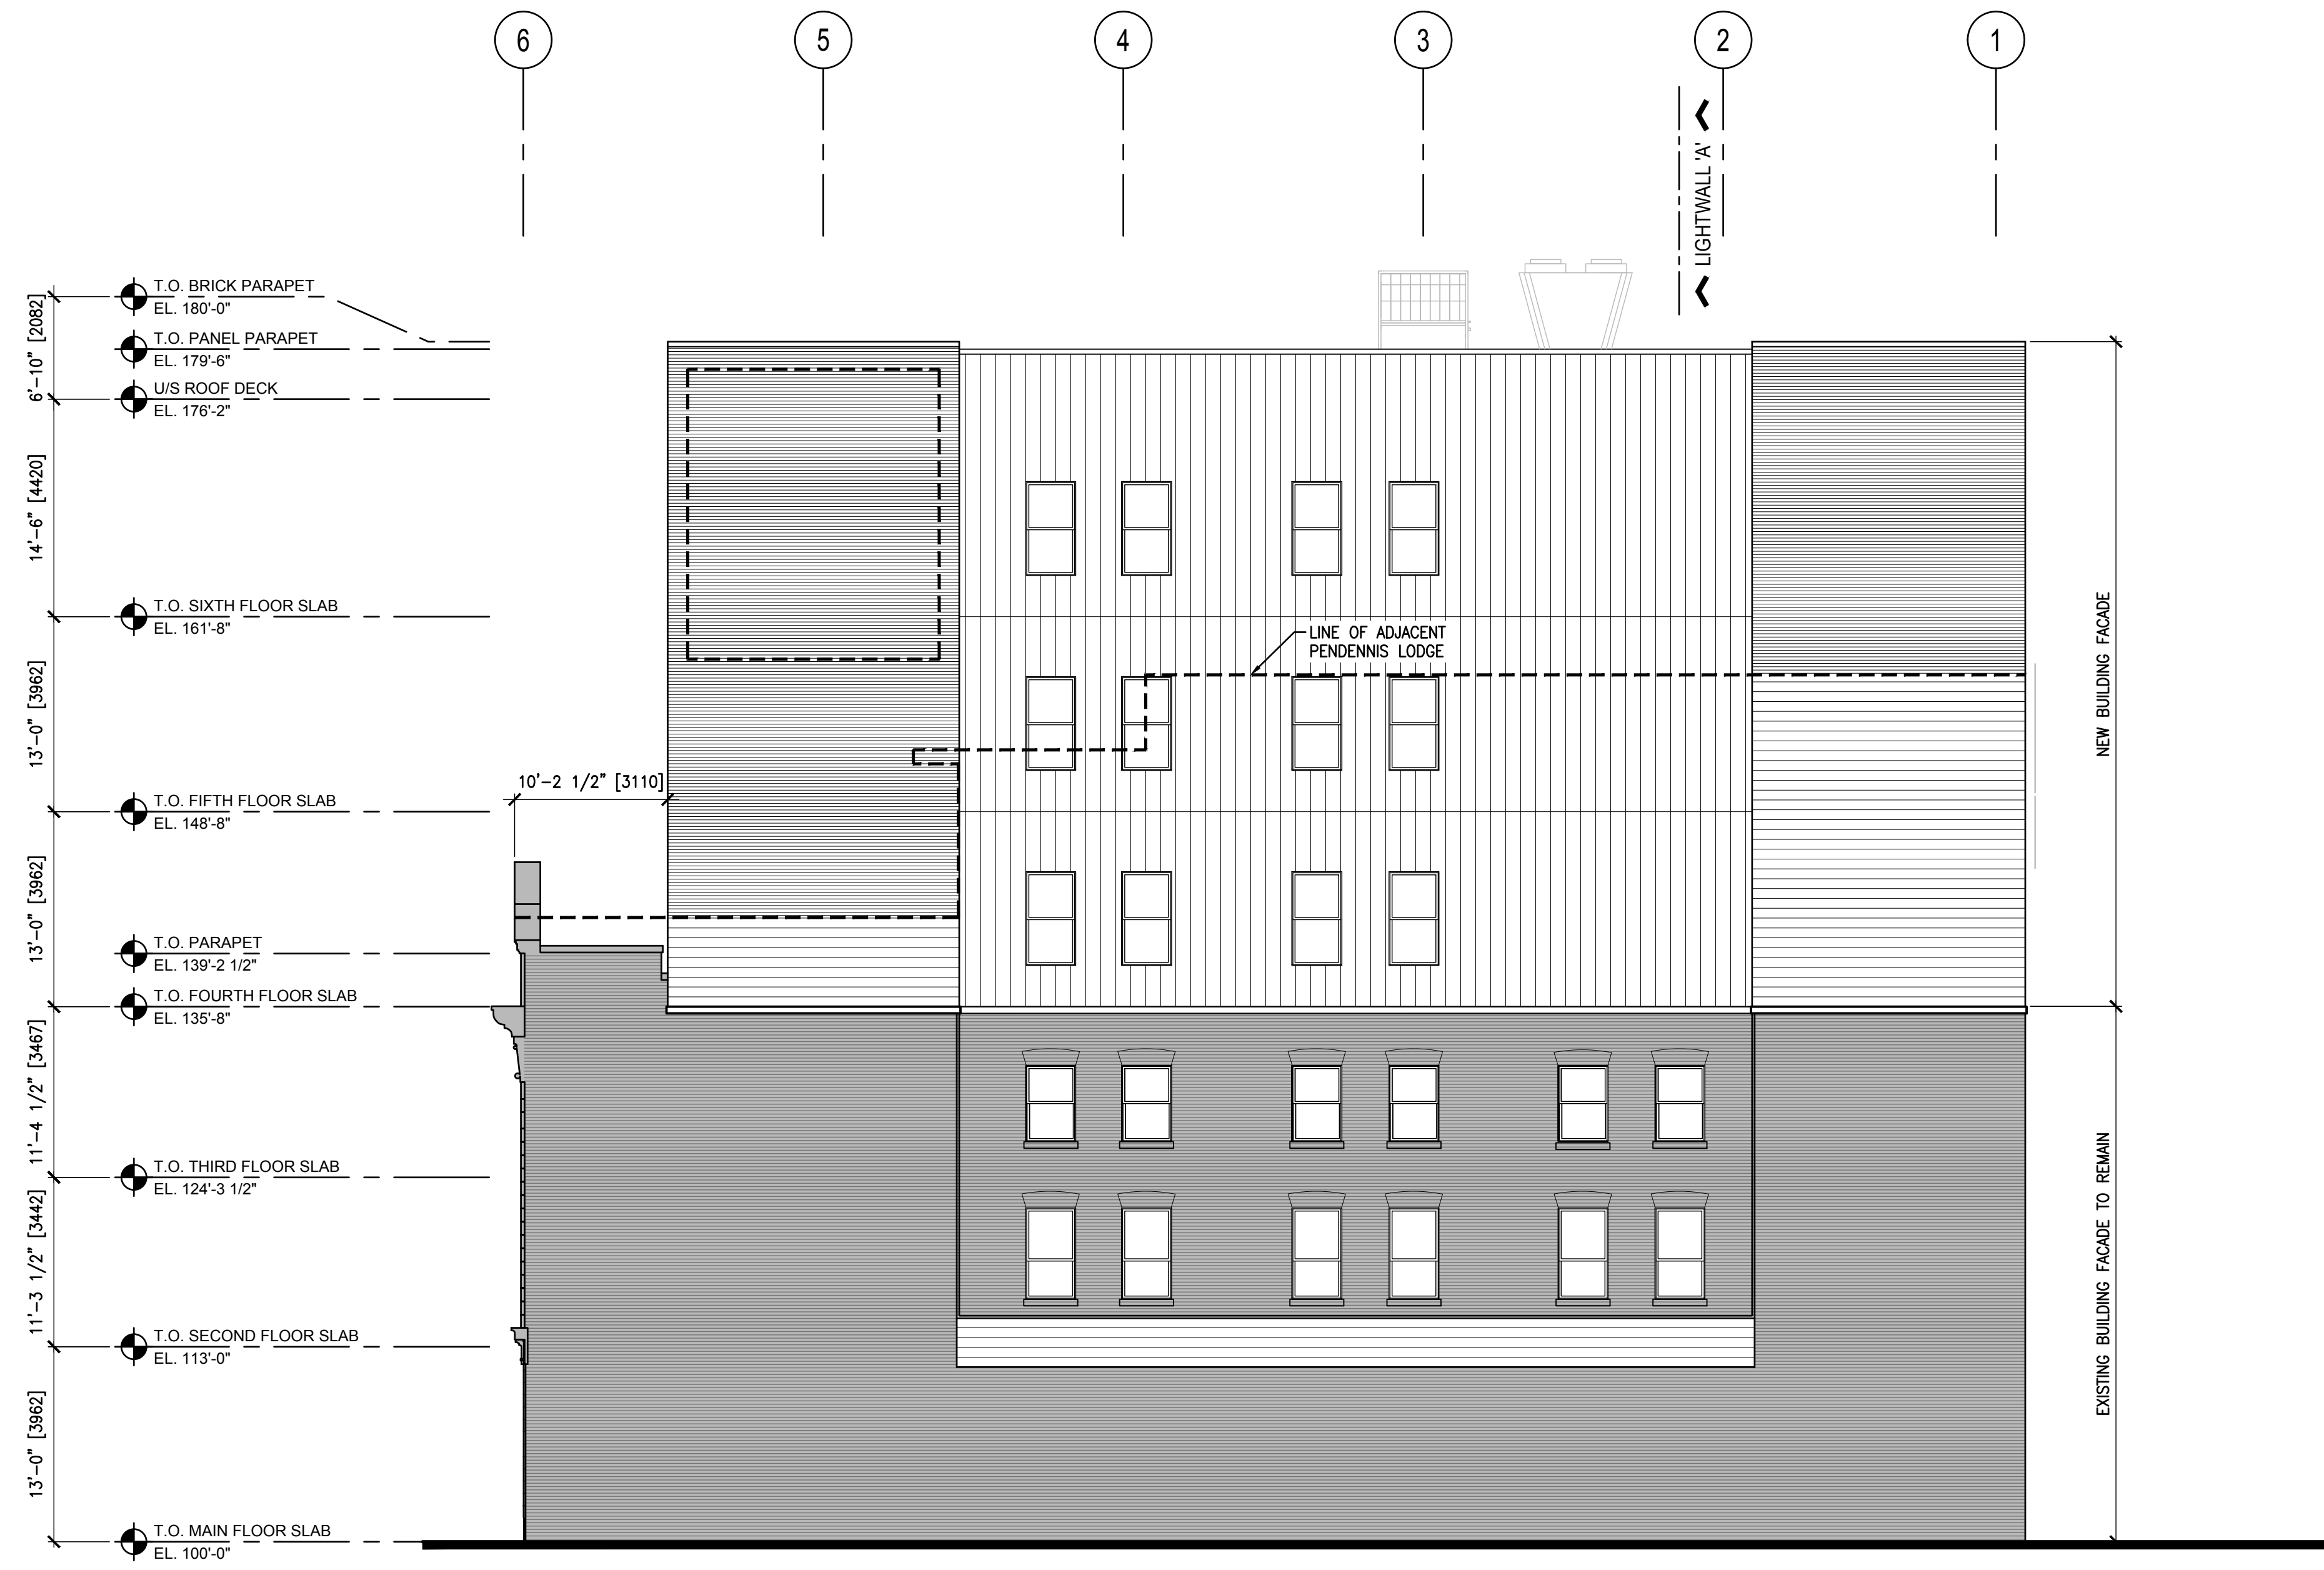 6
5
4
3
2
1
LIGHTWALL 'A'
T.O. BRICK PARAPET
EL. 180'-0"
T.O. PANEL PARAPET
EL. 179'-6"
U/S ROOF DECK
EL. 176'-2"
T.O. SIXTH FLOOR SLAB
EL. 161'-8"
T.O. FIFTH FLOOR SLAB
EL. 148'-8"
T.O. PARAPET
EL. 139'-2 1/2"
T.O. FOURTH FLOOR SLAB
EL. 135'-8"
T.O. THIRD FLOOR SLAB
EL. 124'-3 1/2"
T.O. SECOND FLOOR SLAB
EL. 113'-0"
T.O. MAIN FLOOR SLAB
EL. 100'-0"
6'-10" [2082]
14'-6" [4420]
13'-0" [3962]
13'-0" [3962]
11'-4 1/2" [3467]
11'-3 1/2" [3442]
13'-0" [3962]
10'-2 1/2" [3110]
LINE OF ADJACENT
PENDENNIS LODGE
NEW BUILDING FACADE
EXISTING BUILDING FACADE TO REMAIN